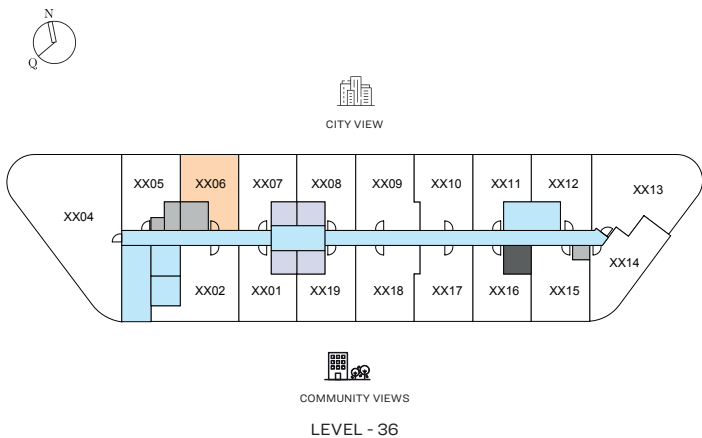 N
Q
CITY VIEW
XX05 XX06 XX07 XX08 XX09 XX10 XX11 XX12 XX13
XX04
XX14
XX02 XX01 XX19 XX18 XX17 XX16 XX15
COMMUNITY VIEWS
LEVEL - 36